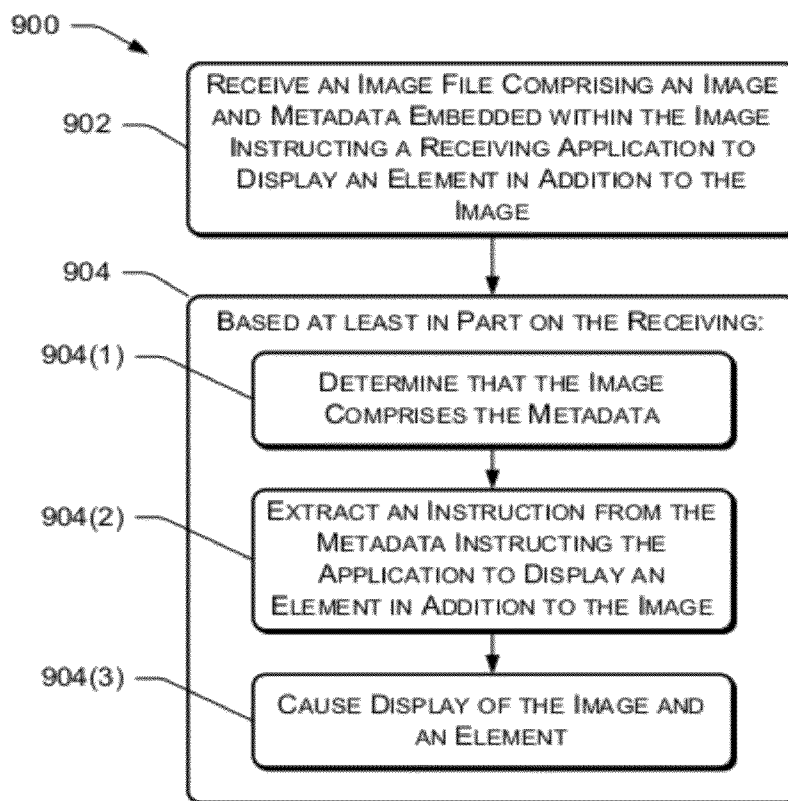 900
RECEIVE AN IMAGE FILE COMPRISING AN IMAGE
AND METADATA EMBEDDED WITHIN THE IMAGE
902
INSTRUCTING A RECEIVING APPLICATION TO
DISPLAY AN ELEMENT IN ADDITION TO THE
IMAGE
904
BASED AT LEAST IN PART ON THE RECEIVING:
904(1)
DETERMINE THAT THE IMAGE
COMPRISES THE METADATA
904(2)
EXTRACT AN INSTRUCTION FROM THE
METADATA INSTRUCTING THE
APPLICATION TO DISPLAY AN
ELEMENT IN ADDITION TO THE IMAGE
904(3)
CAUSE DISPLAY OF THE IMAGE AND
AN ELEMENT